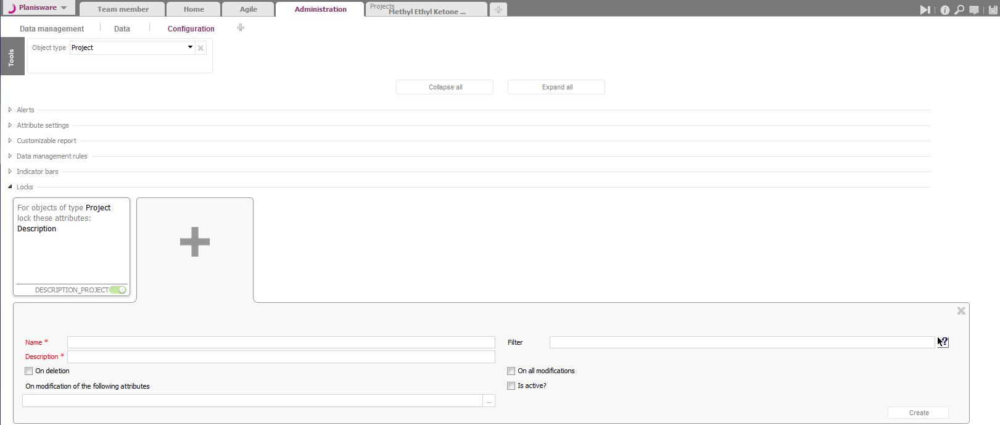 Planisware
Team member
Home
Agile
Administration
Projects
Methyl Ethyl Ketone ...
Data management
Data
Configuration
Tools
Object type
Project
Collapse all
Expand all
Alerts
Attribute settings
Customizable report
Data management rules
Indicator bars
Locks
For objects of type Project
lock these attributes:
Description
DESCRIPTION_PROJECT
Name *
Filter
?
Description *
On deletion
On all modifications
On modification of the following attributes
Is active?
...
Create